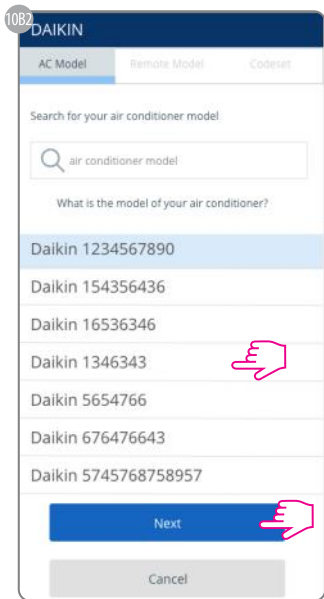 10B2
DAIKIN
AC Model Remote Model Codeset
Search for your air conditioner model
air conditioner model
What is the model of your air conditioner?
Daikin 1234567890
Daikin 154356436
Daikin 16536346
Daikin 1346343
Daikin 5654766
Daikin 676476643
Daikin 5745768758957
Next
Cancel